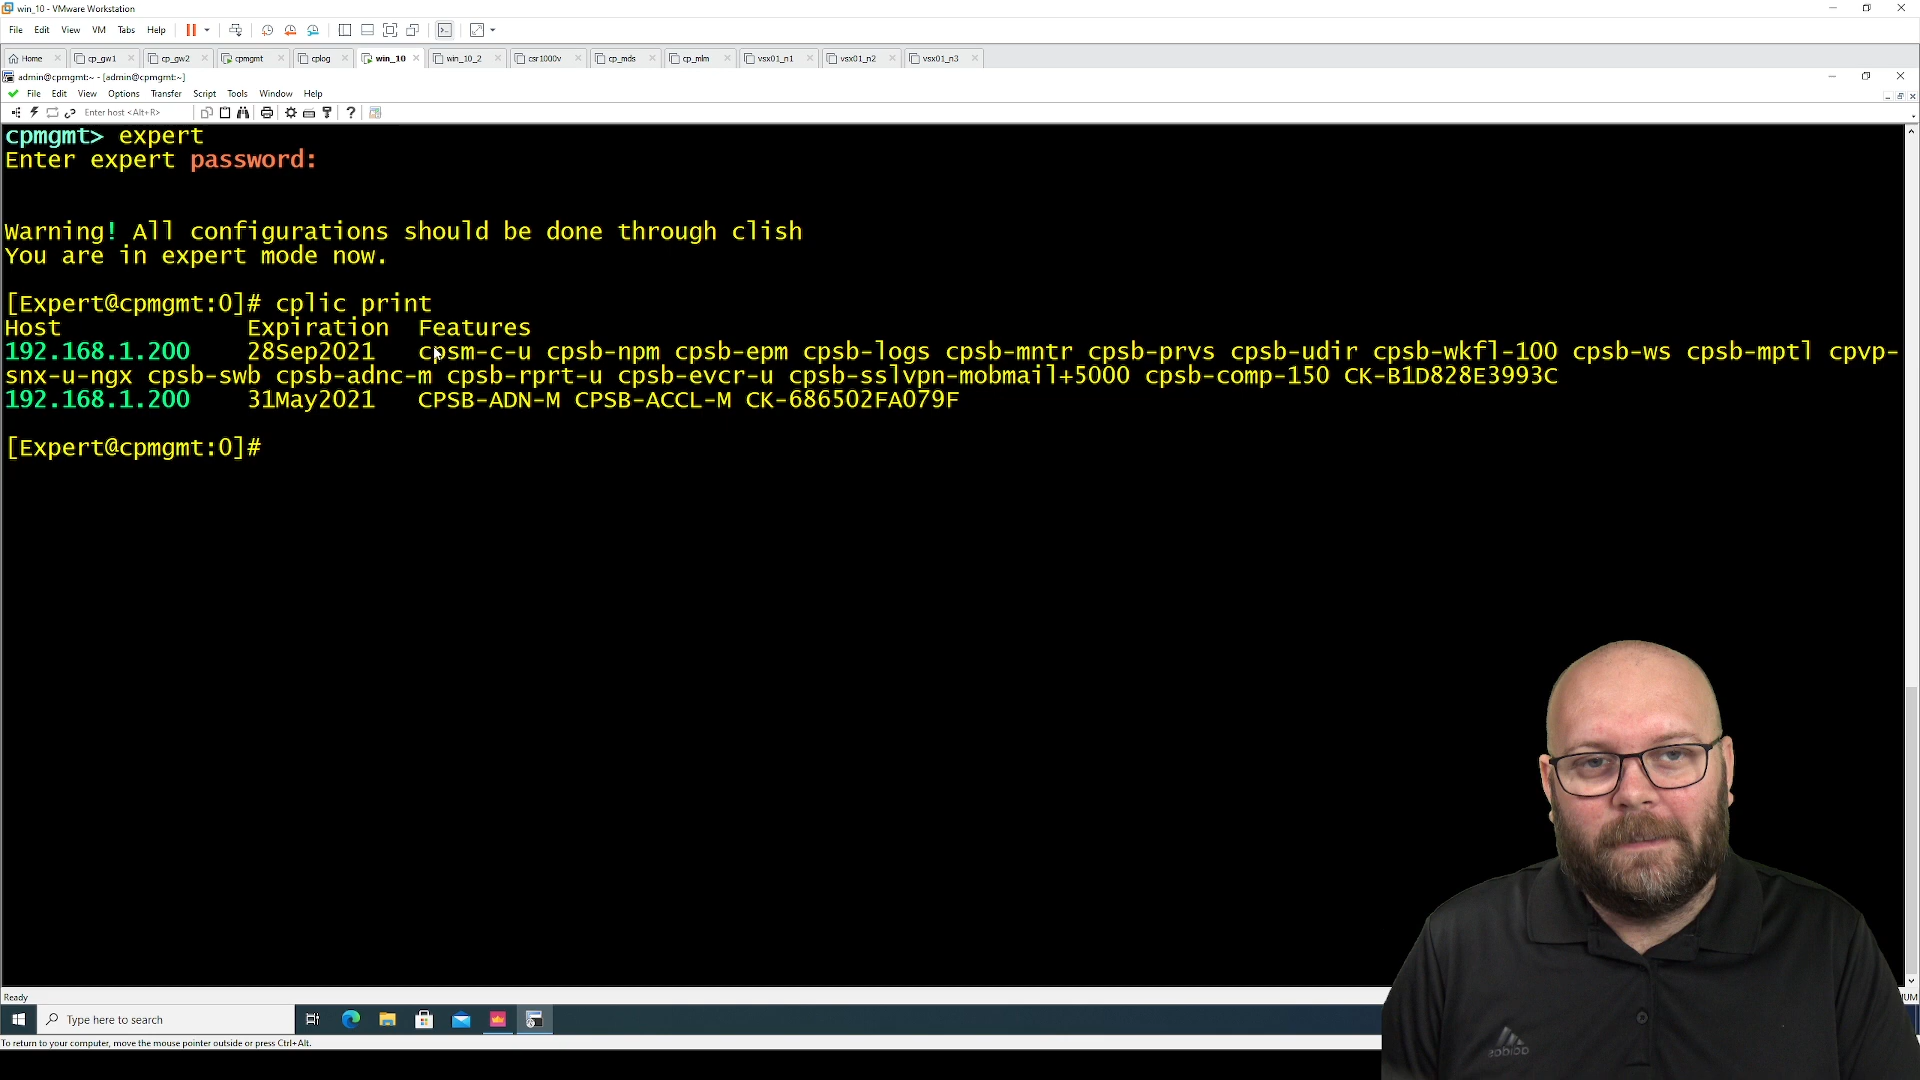 win_10 - VMware Workstation
File Edit View VM Tabs Help
Home cp_gw1 cp_gw2 cpmgmt cplog win_10 win_10_2 csr1000v cp_mds cp_mlm vsx01_n1 vsx01_n2 vsx01_n3
admin@cpmgmt:~ - [admin@cpmgmt:~]
File Edit View Options Transfer Script Tools Window Help
Enter host <Alt+R>
cpmgmt> expert
Enter expert password:
Warning! All configurations should be done through clish
You are in expert mode now.
[Expert@cpmgmt:0]# cplic print
Host Expiration Features
192.168.1.200 28Sep2021 cpsm-c-u cpsb-npm cpsb-epm cpsb-logs cpsb-mntr cpsb-prvs cpsb-udir cpsb-wkfl-100 cpsb-ws cpsb-mptl cpvp-
snx-u-ngx cpsb-swb cpsb-adnc-m cpsb-rprt-u cpsb-evcr-u cpsb-sslvpn-mobmail+5000 cpsb-comp-150 CK-B1D828E3993C
192.168.1.200 31May2021 CPSB-ADN-M CPSB-ACCL-M CK-686502FA079F
[Expert@cpmgmt:0]#
Ready
UM
Type here to search
To return to your computer, move the mouse pointer outside or press Ctrl+Alt.
adidas